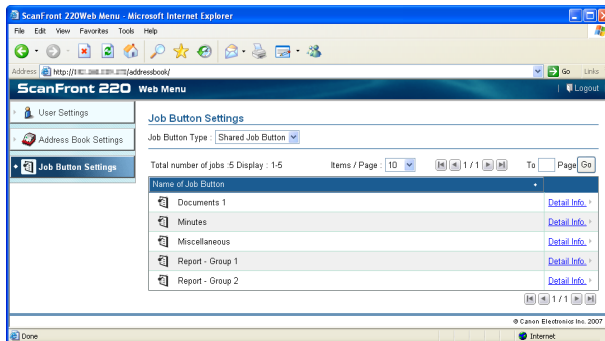 ScanFront 220Web Menu - Microsoft Internet Explorer
File Edit View Favorites Tools Help
Address http://1 /addressbook/ Go Links
ScanFront 220 Web Menu Logout
User Settings
Address Book Settings
Job Button Settings
Job Button Settings
Job Button Type : Shared Job Button
Total number of jobs :5 Display : 1-5 Items / Page : 10 1 / 1 To Page Go
Name of Job Button
Documents 1 Detail Info.
Minutes Detail Info.
Miscellaneous Detail Info.
Report - Group 1 Detail Info.
Report - Group 2 Detail Info.
1 / 1
© Canon Electronics Inc. 2007
Done Internet